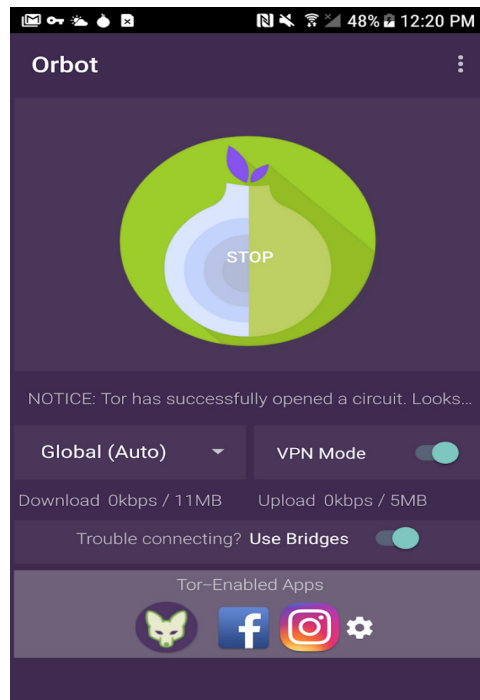 48% 12:20 PM
Orbot
STOP
NOTICE: Tor has successfully opened a circuit. Looks...
Global (Auto)
VPN Mode
Download 0kbps / 11MB
Upload 0kbps / 5MB
Trouble connecting? Use Bridges
Tor-Enabled Apps